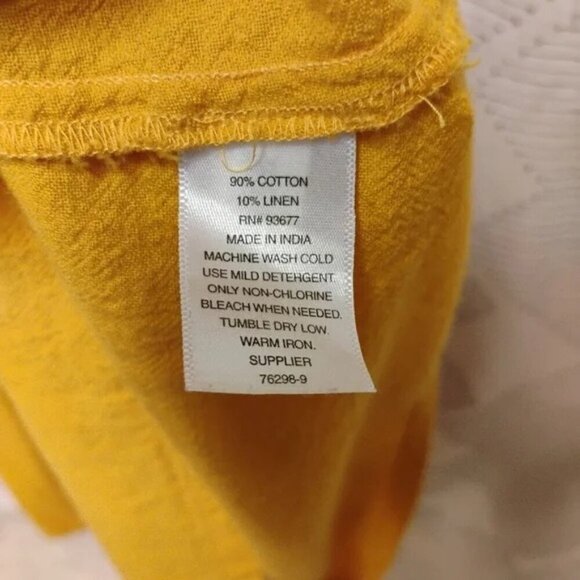 90% COTTON
10% LINEN
RN# 93677
MADE IN INDIA
MACHINE WASH COLD
USE MILD DETERGENT.
ONLY NON-CHLORINE
BLEACH WHEN NEEDED.
TUMBLE DRY LOW.
WARM IRON.
SUPPLIER
76298-9